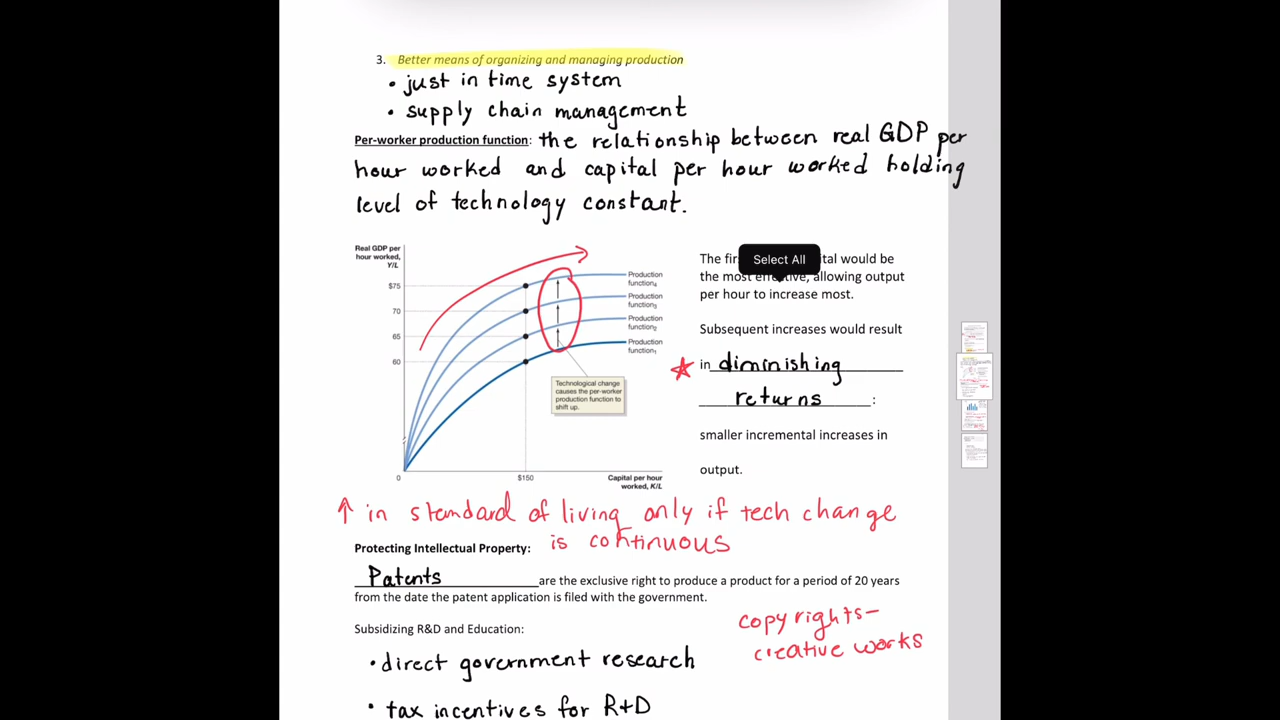 3. Better means of organizing and managing production
• just in time system
• supply chain management
Per-worker production function: the relationship between real GDP per
hour worked and capital per hour worked holding
level of technology constant.
Real GDP per
hour worked,
Y/L
$75
70
65
60
0
$150
Capital per hour
worked, K/L
Production
function4
Production
function3
Production
function2
Production
function1
Technological change
causes the per-worker
production function to
shift up.
Select All
The ital would be
the most effective, allowing output
per hour to increase most.
Subsequent increases would result
in diminishing
returns :
smaller incremental increases in
output.
↑ in standard of living only if tech change
is continuous
Protecting Intellectual Property:
Patents are the exclusive right to produce a product for a period of 20 years
from the date the patent application is filed with the government.
copyrights–
creative works
Subsidizing R&D and Education:
• direct government research
• tax incentives for R+D